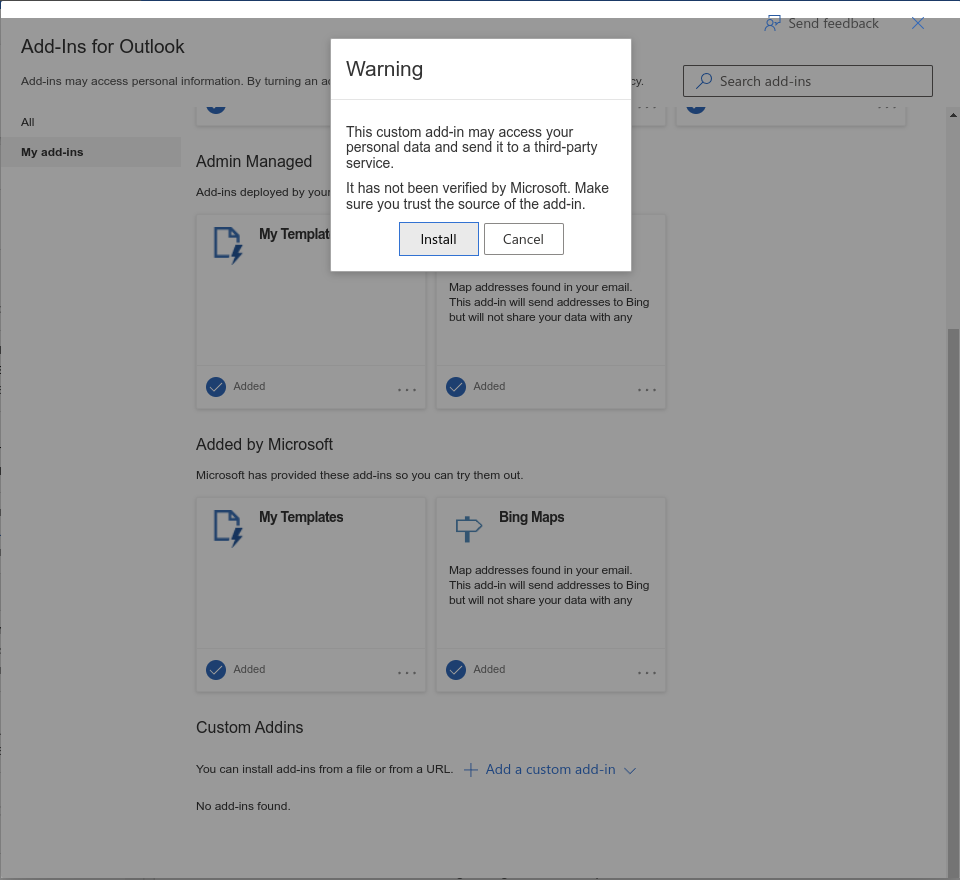 Send feedback
Add-Ins for Outlook
Add-ins may access personal information. By turning an
cy.
Search add-ins
Warning
This custom add-in may access your
personal data and send it to a third-party
service.
It has not been verified by Microsoft. Make
sure you trust the source of the add-in.
Install
Cancel
All
My add-ins
Admin Managed
Add-ins deployed by your
My Templat
Map addresses found in your email.
This add-in will send addresses to Bing
but will not share your data with any
Added
Added
Added by Microsoft
Microsoft has provided these add-ins so you can try them out.
My Templates
Bing Maps
Map addresses found in your email.
This add-in will send addresses to Bing
but will not share your data with any
Added
Added
Custom Addins
You can install add-ins from a file or from a URL.
Add a custom add-in
No add-ins found.